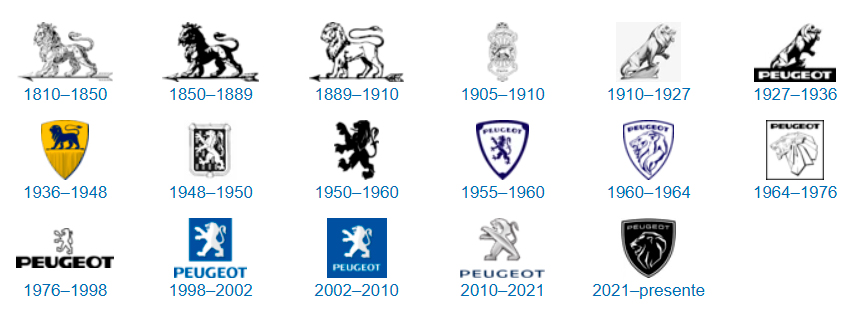 1810–1850
1850–1889
1889–1910
1905–1910
1910–1927
PEUGEOT
1927–1936
1936–1948
1948–1950
1950–1960
PEUGEOT
1955–1960
PEUGEOT
1960–1964
PEUGEOT
1964–1976
PEUGEOT
1976–1998
PEUGEOT
1998–2002
PEUGEOT
2002–2010
PEUGEOT
2010–2021
PEUGEOT
2021–presente